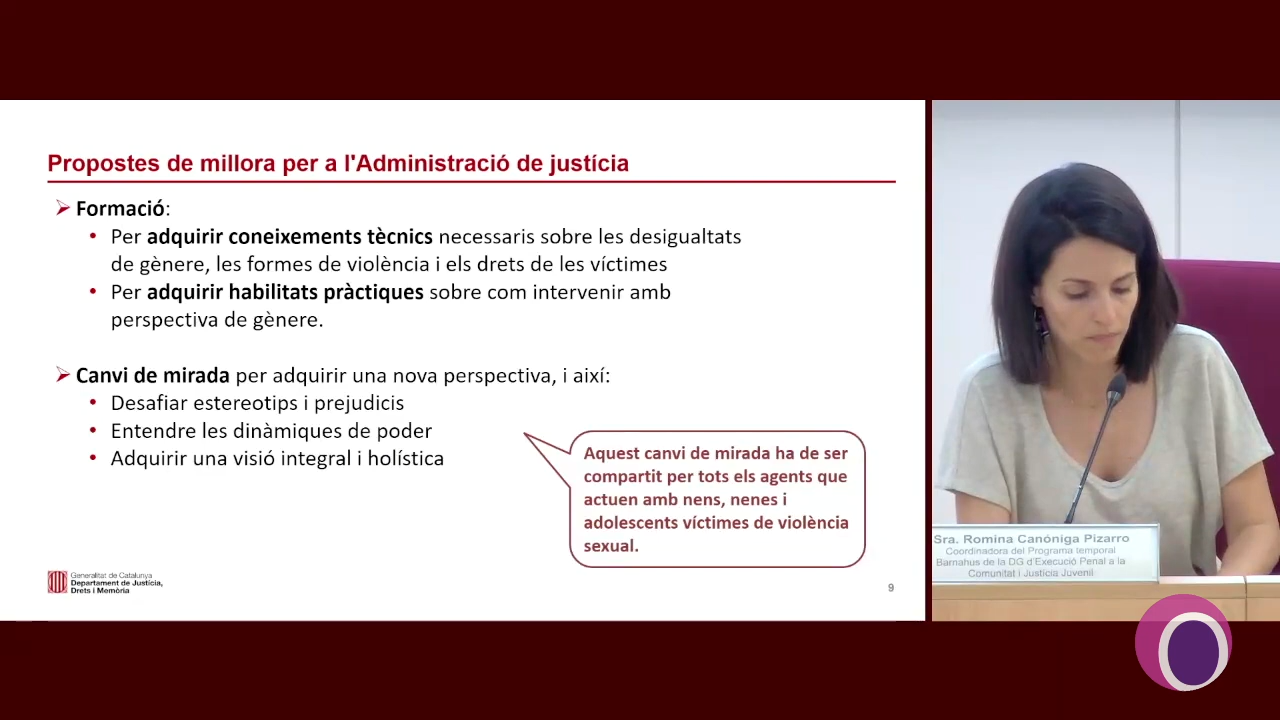 Propostes de millora per a l'Administració de justícia
Formació:
Per adquirir coneixements tècnics necessaris sobre les desigualtats
de gènere, les formes de violència i els drets de les víctimes
Per adquirir habilitats pràctiques sobre com intervenir amb
perspectiva de gènere.
Canvi de mirada per adquirir una nova perspectiva, i així:
Desafiar estereotips i prejudicis
Entendre les dinàmiques de poder
Adquirir una visió integral i holística
Aquest canvi de mirada ha de ser
compartit per tots els agents que
actuen amb nens, nenes i
adolescents víctimes de violència
sexual.
Generalitat de Catalunya
Departament de Justícia,
Drets i Memòria
9
Sra. Romina Canóniga Pizarro
Coordinadora del Programa temporal
Barnahus de la DG d'Execució Penal a la
Comunitat i Justícia Juvenil